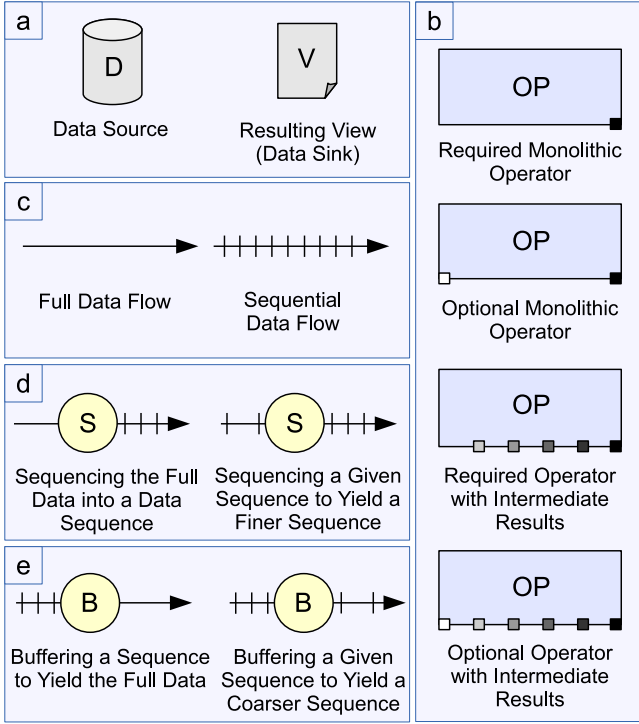 a
D
V
Data Source
Resulting View
(Data Sink)
c
Full Data Flow
Sequential
Data Flow
d
S
S
Sequencing the Full
Data into a Data
Sequence
Sequencing a Given
Sequence to Yield a
Finer Sequence
e
B
B
Buffering a Sequence
to Yield the Full Data
Buffering a Given
Sequence to Yield a
Coarser Sequence
b
OP
Required Monolithic
Operator
OP
Optional Monolithic
Operator
OP
Required Operator
with Intermediate
Results
OP
Optional Operator
with Intermediate
Results